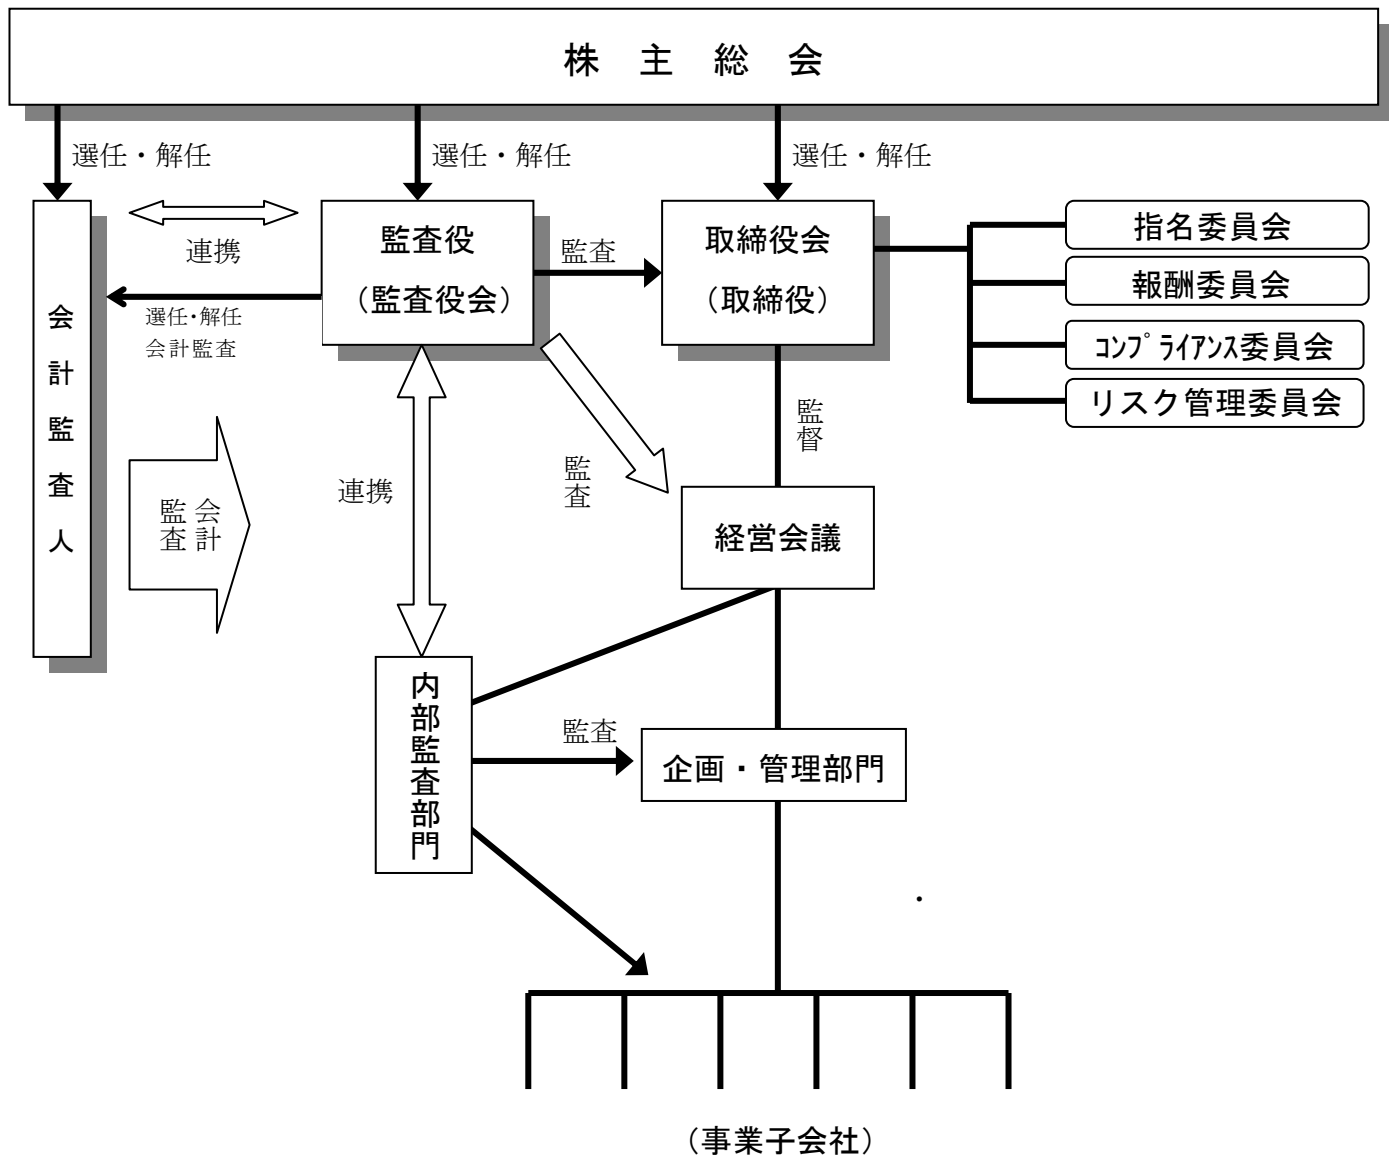 株主総会
選任・解任
選任・解任
選任・解任
連携
監査役
（監査役会）
監査
取締役会
（取締役）
指名委員会
報酬委員会
ｺﾝﾌﾟﾗｲｱﾝｽ委員会
リスク管理委員会
選任・解任
会計監査
会計監査人
会計
監査
連携
監査
監督
経営会議
内部監査部門
監査
企画・管理部門
（事業子会社）